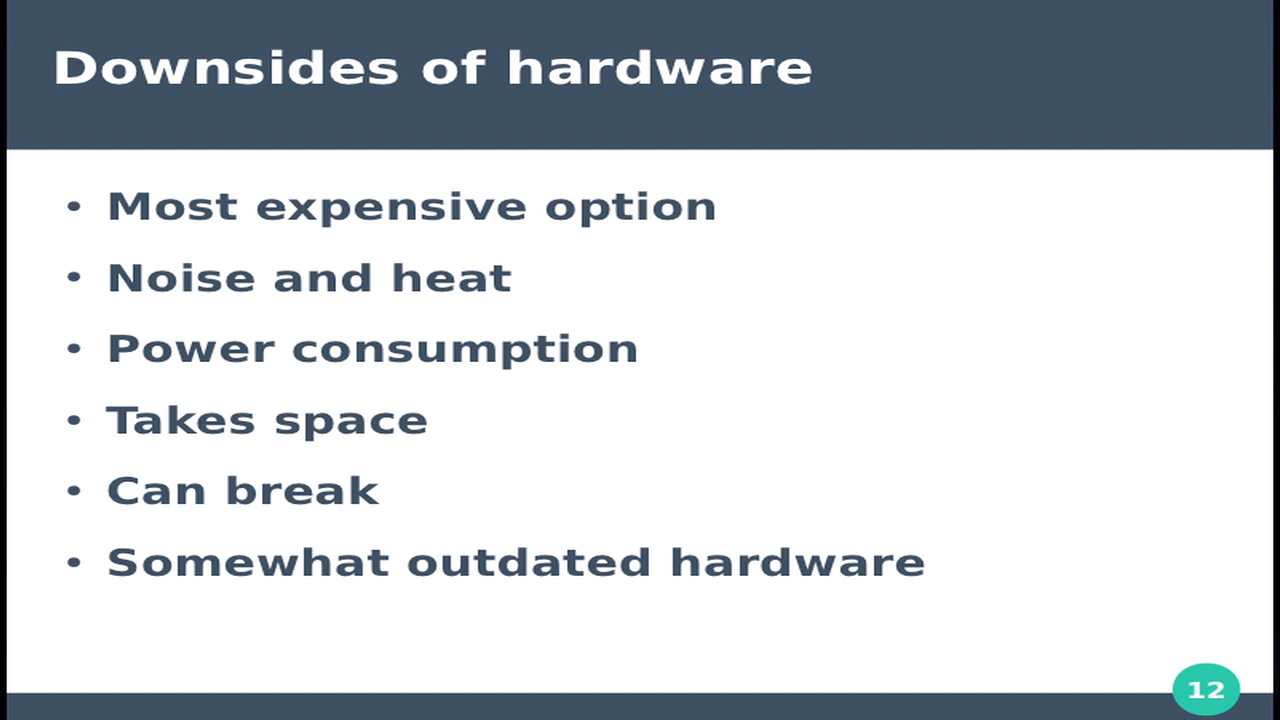 Downsides of hardware
• Most expensive option
• Noise and heat
• Power consumption
• Takes space
• Can break
• Somewhat outdated hardware
12